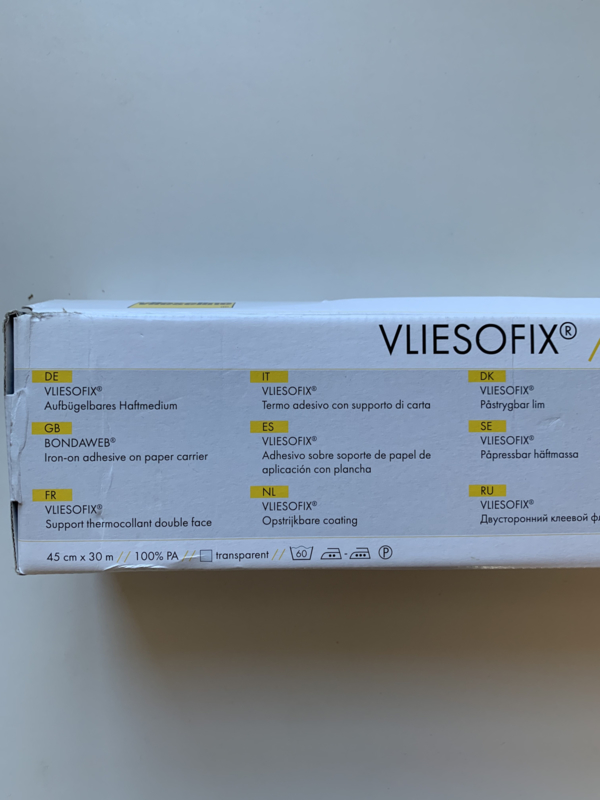 VLIESOFIX®
DE
VLIESOFIX®
Aufbügelbares Haftmedium
GB
BONDAWEB®
Iron-on adhesive on paper carrier
FR
VLIESOFIX®
Support thermocollant double face
IT
VLIESOFIX®
Termo adesivo con supporto di carta
ES
VLIESOFIX®
Adhesivo sobre soporte de papel de
aplicación con plancha
NL
VLIESOFIX®
Opstrijkbare coating
DK
VLIESOFIX®
Påstrygbar lim
SE
VLIESOFIX®
Påpressbar häftmassa
RU
VLIESOFIX®
Двусторонний клеевой
45 cm x 30 m // 100% PA // transparent // 60 - P